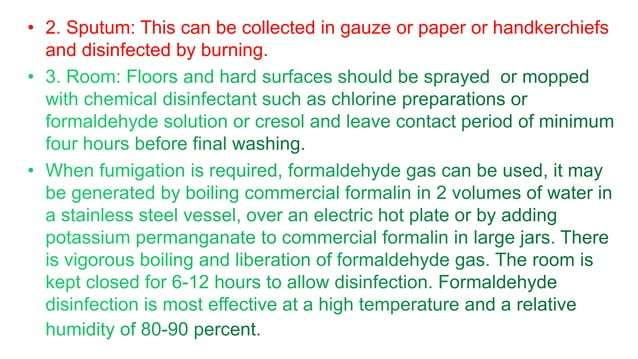 • 2. Sputum: This can be collected in gauze or paper or handkerchiefs
and disinfected by burning.
• 3. Room: Floors and hard surfaces should be sprayed  or mopped
with chemical disinfectant such as chlorine preparations or
formaldehyde solution or cresol and leave contact period of minimum
four hours before final washing.
• When fumigation is required, formaldehyde gas can be used, it may
be generated by boiling commercial formalin in 2 volumes of water in
a stainless steel vessel, over an electric hot plate or by adding
potassium permanganate to commercial formalin in large jars. There
is vigorous boiling and liberation of formaldehyde gas. The room is
kept closed for 6-12 hours to allow disinfection. Formaldehyde
disinfection is most effective at a high temperature and a relative
humidity of 80-90 percent.